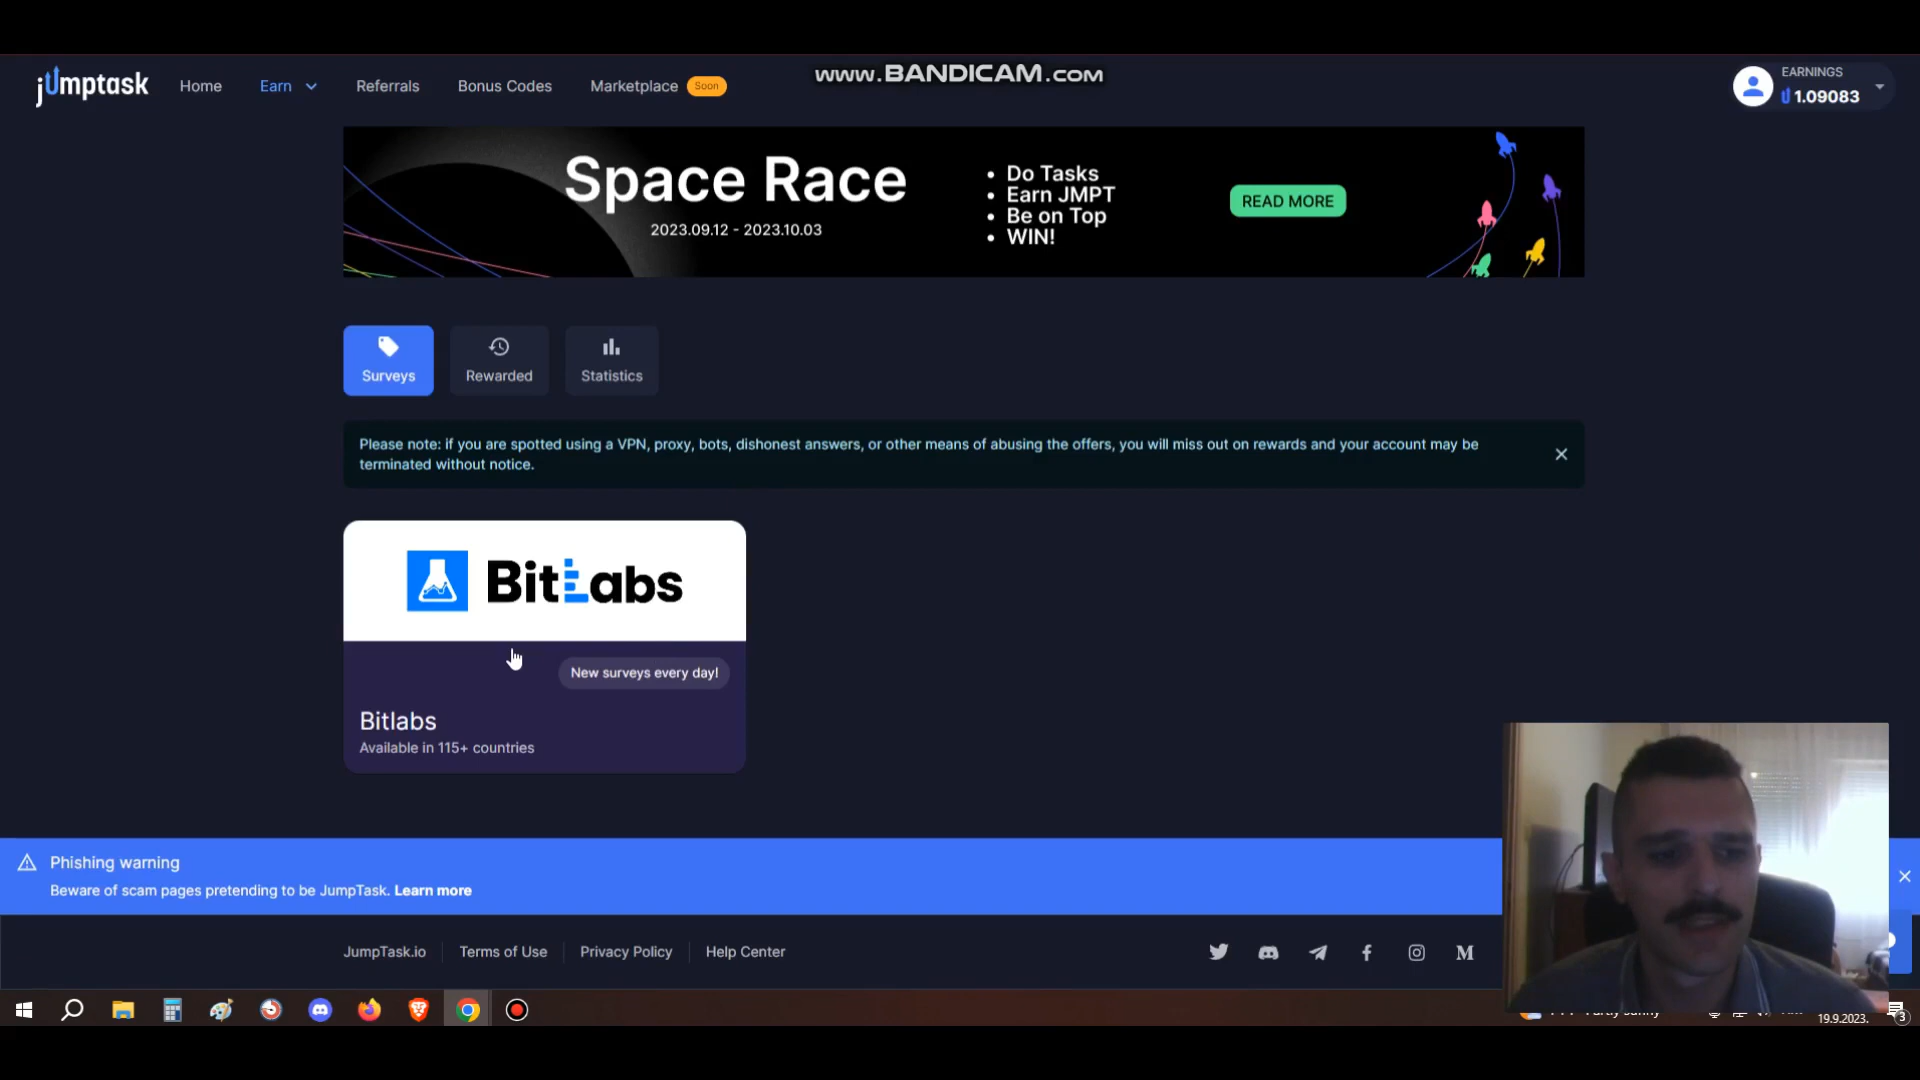 www.BANDICAM.com
jumptask
Home
Earn
Referrals
Bonus Codes
Marketplace
Soon
EARNINGS
1.09083
Space Race
2023.09.12 - 2023.10.03
• Do Tasks
• Earn JMPT
• Be on Top
• WIN!
READ MORE
Surveys
Rewarded
Statistics
Please note: if you are spotted using a VPN, proxy, bots, dishonest answers, or other means of abusing the offers, you will miss out on rewards and your account may be
terminated without notice.
BitLabs
New surveys every day!
Bitlabs
Available in 115+ countries
Phishing warning
Beware of scam pages pretending to be JumpTask. Learn more
JumpTask.io
Terms of Use
Privacy Policy
Help Center
19.9.2023.
3